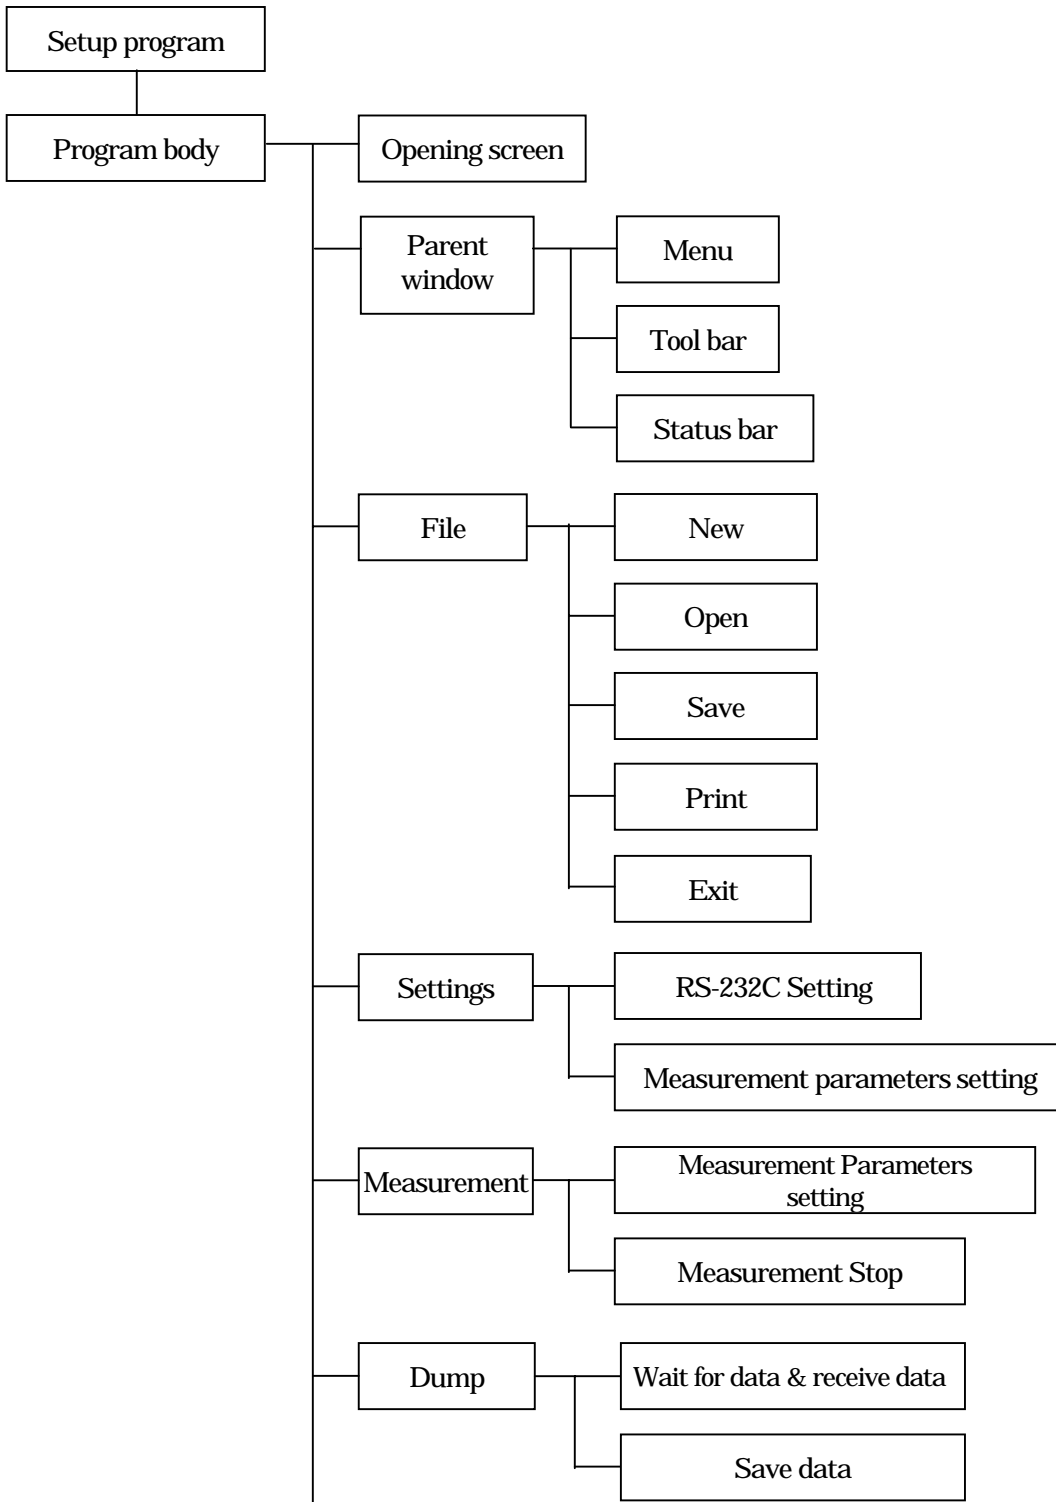 Setup program
Program body
Opening screen
Parent
window
Menu
Tool bar
Status bar
File
New
Open
Save
Print
Exit
Settings
RS-232C Setting
Measurement parameters setting
Measurement
Measurement Parameters
setting
Measurement Stop
Dump
Wait for data & receive data
Save data